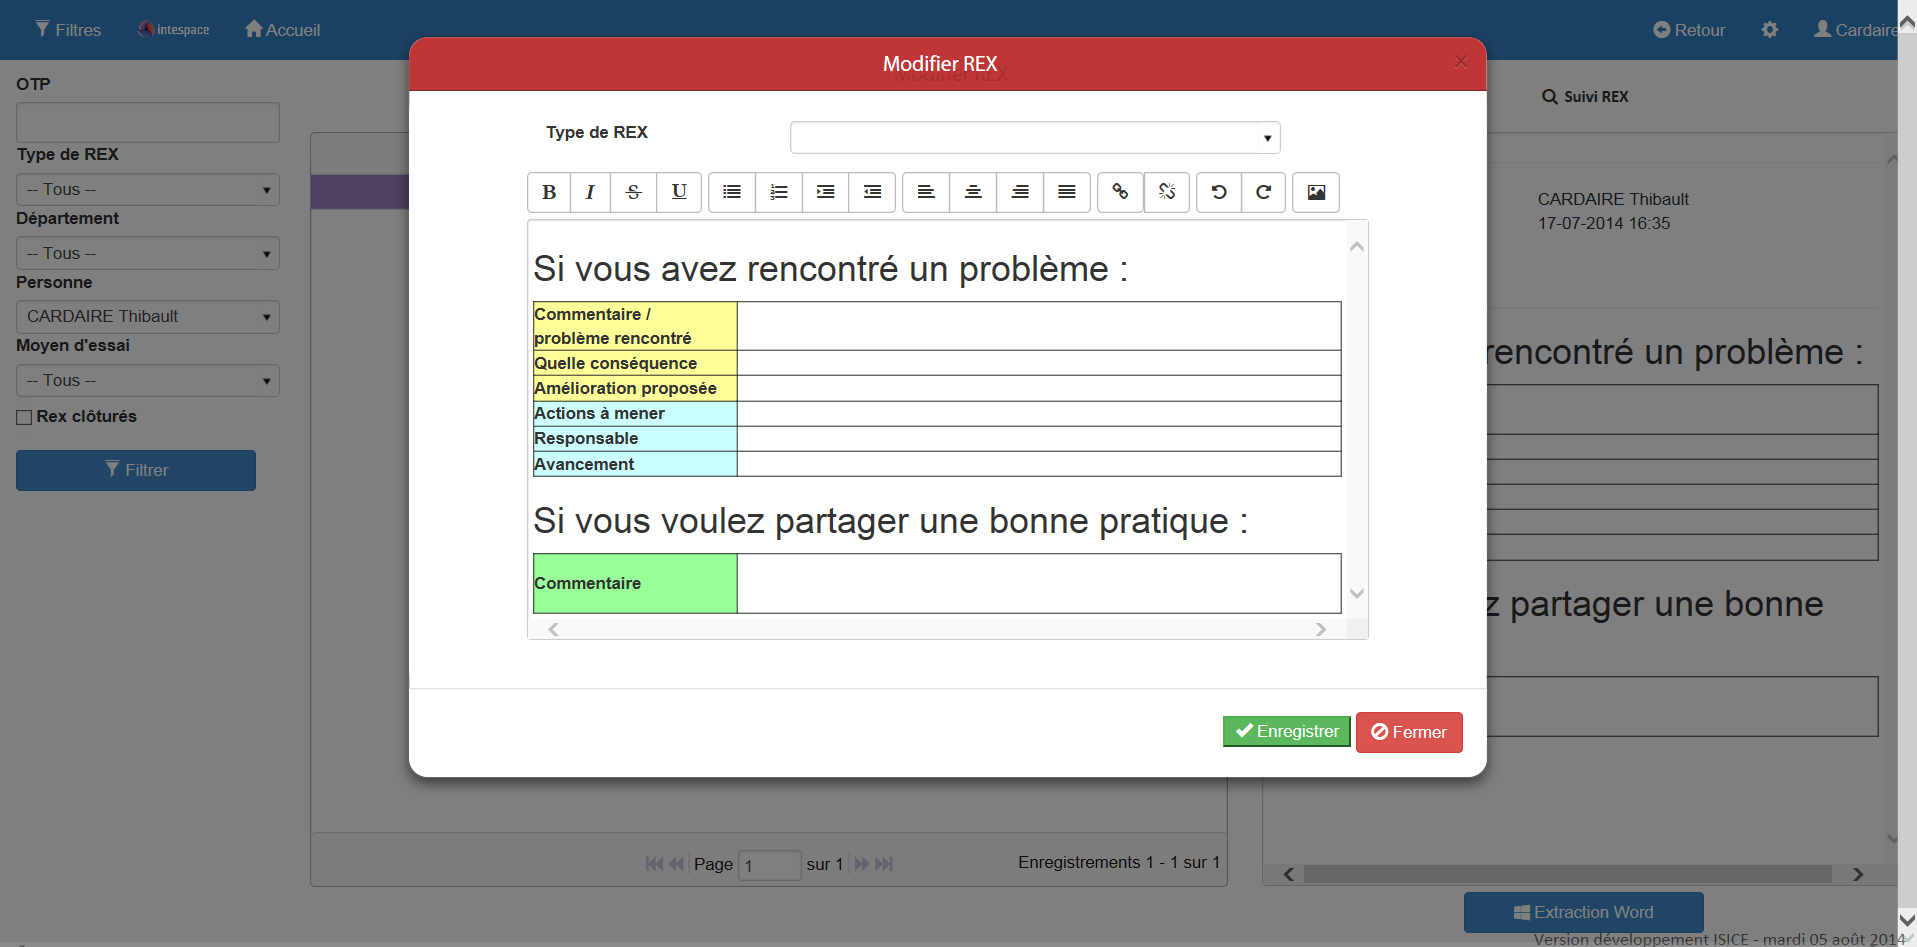 Filtres
intespace
Accueil
Retour
Cardaire
OTP
Type de REX
-- Tous --
Département
-- Tous --
Personne
CARDAIRE Thibault
Moyen d'essai
-- Tous --
Rex clôturés
Filtrer
Modifier REX
Modifier REX
×
Type de REX
B I S U
Si vous avez rencontré un problème :
Commentaire /
problème rencontré
Quelle conséquence
Amélioration proposée
Actions à mener
Responsable
Avancement
Si vous voulez partager une bonne pratique :
Commentaire
Enregistrer
Fermer
Page 1 sur 1
Enregistrements 1 - 1 sur 1
Suivi REX
CARDAIRE Thibault
17-07-2014 16:35
rencontré un problème :
z partager une bonne
Extraction Word
Version développement ISICE - mardi 05 août 2014